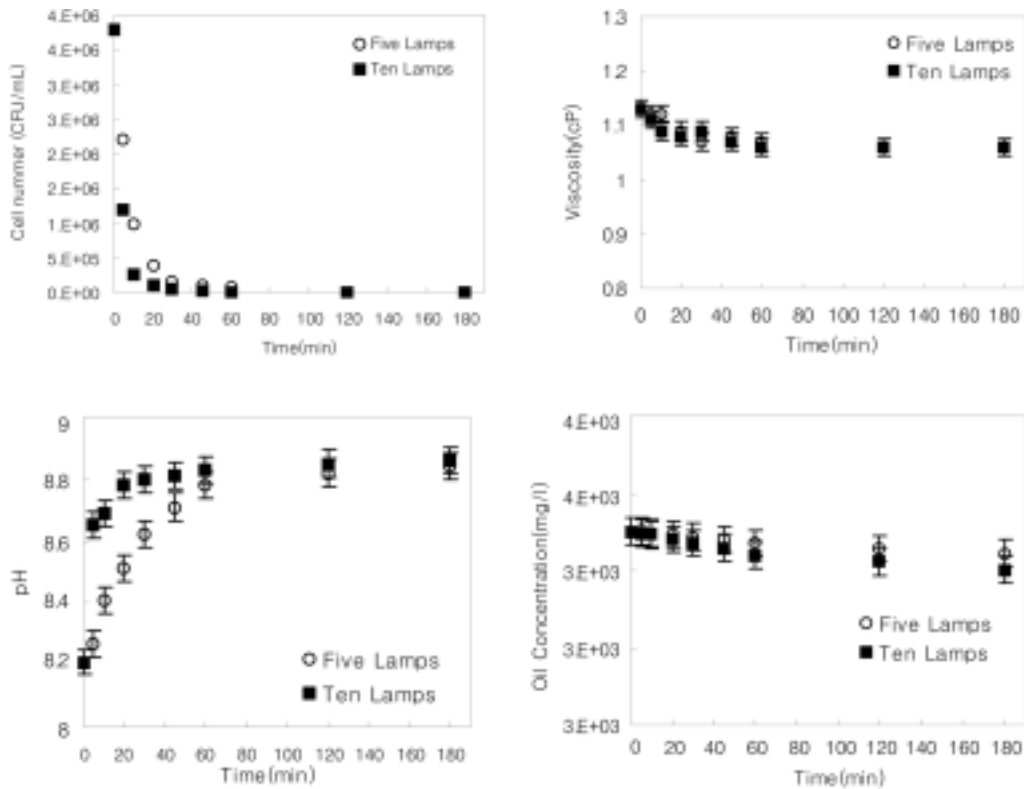 4.E+06
4.E+06
3.E+06
3.E+06
2.E+06
2.E+06
1.E+06
5.E+05
0.E+00
Cell nummer (CFU/mL)
Five Lamps
Ten Lamps
0 20 40 60 80 100 120 140 160 180
Time(min)
1.3
1.2
1.1
1
0.9
0.8
Viscosity(cP)
Five Lamps
Ten Lamps
0 20 40 60 80 100 120 140 160 180
Time(min)
9
8.8
8.6
8.4
8.2
8
pH
Five Lamps
Ten Lamps
0 20 40 60 80 100 120 140 160 180
Time(min)
4.E+03
4.E+03
3.E+03
3.E+03
3.E+03
Oil Concentration(mg/l)
Five Lamps
Ten Lamps
0 20 40 60 80 100 120 140 160 180
Time(min)